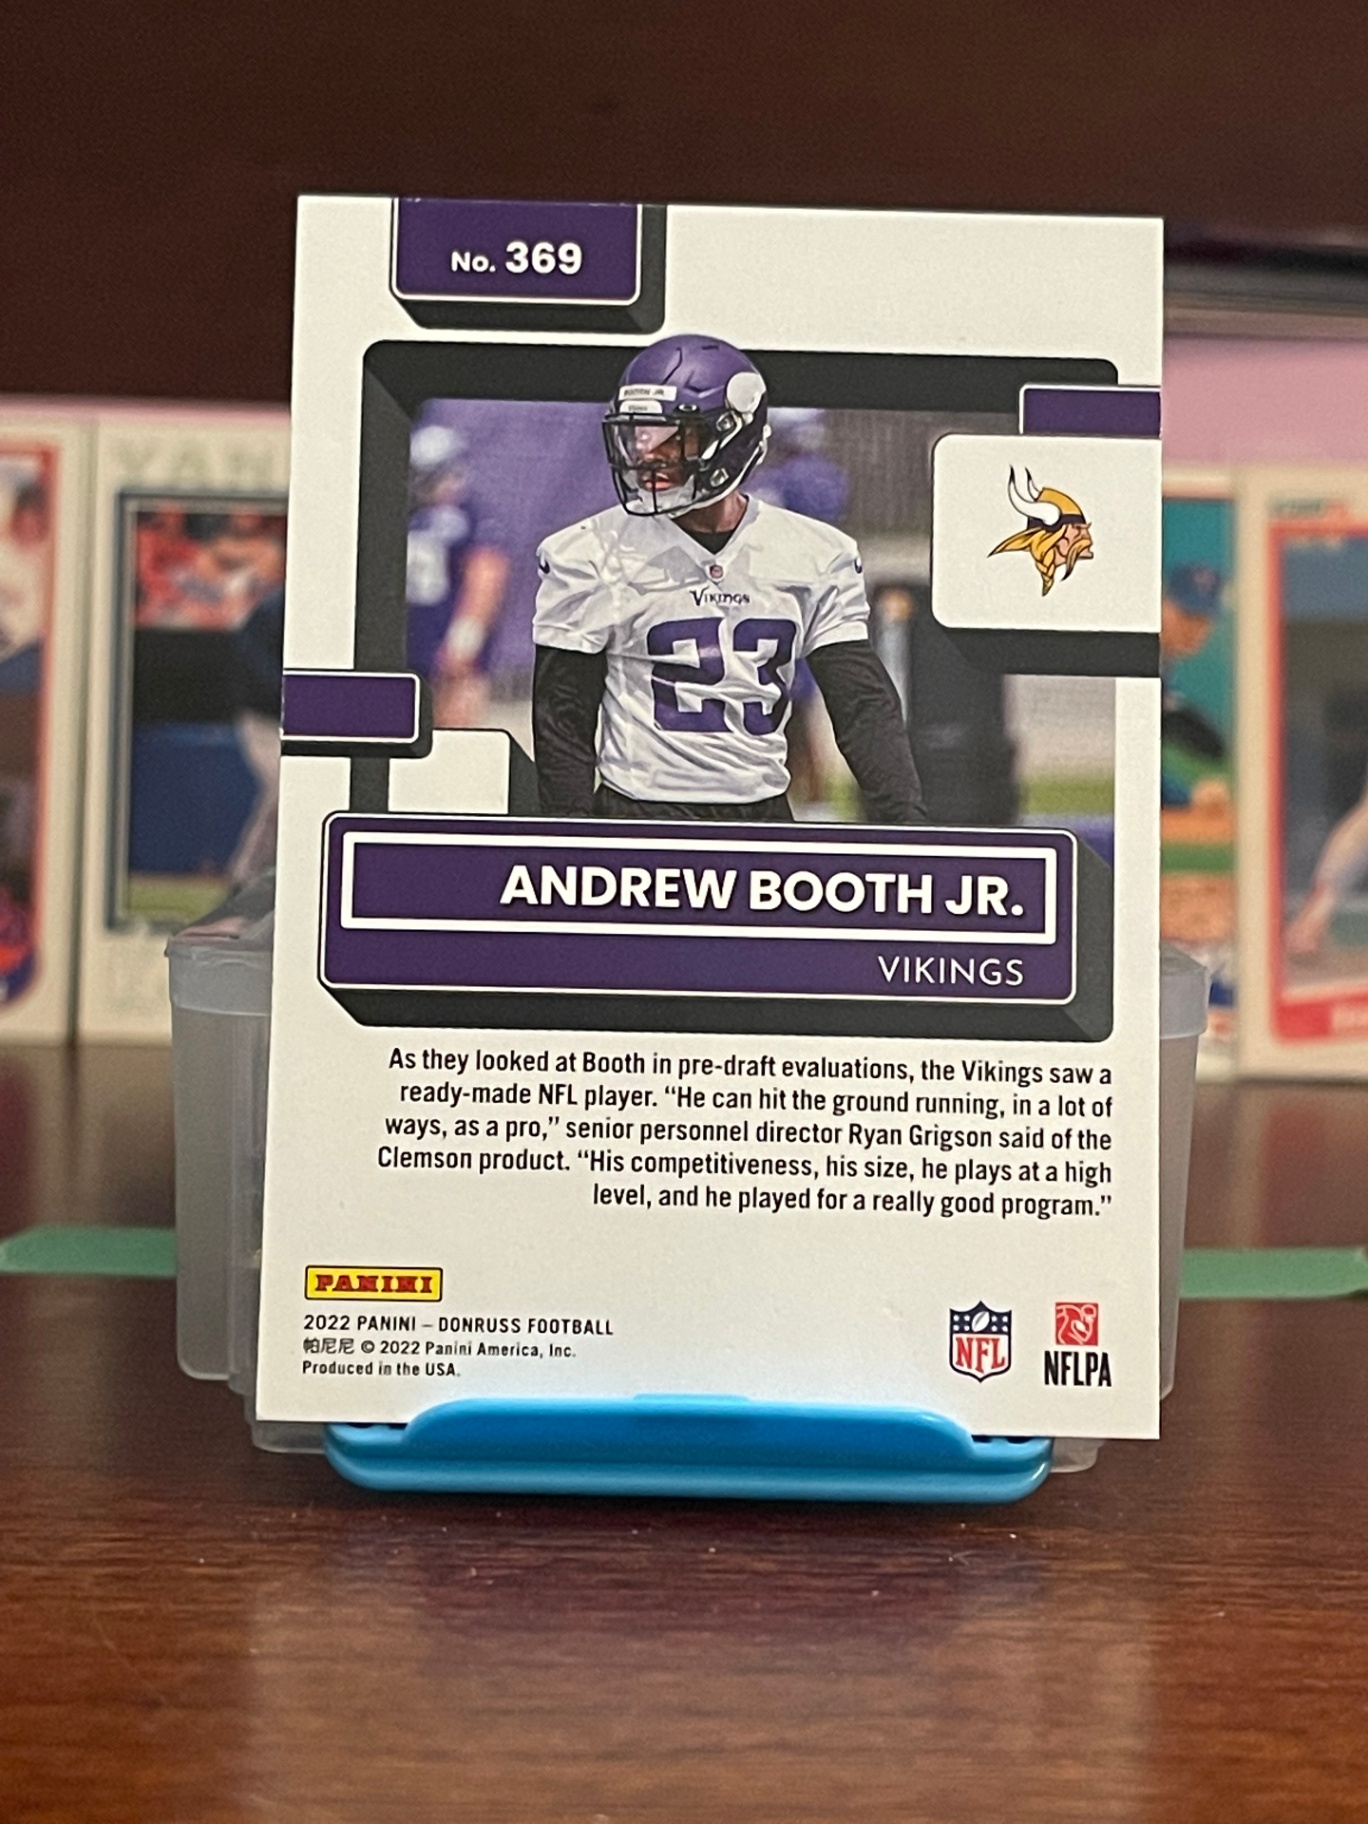 No. 369
BOOTH JR.
VIKINGS
23
ANDREW BOOTH JR.
VIKINGS
As they looked at Booth in pre-draft evaluations, the Vikings saw a
ready-made NFL player. “He can hit the ground running, in a lot of
ways, as a pro,” senior personnel director Ryan Grigson said of the
Clemson product. “His competitiveness, his size, he plays at a high
level, and he played for a really good program.”
PANINI
2022 PANINI – DONRUSS FOOTBALL
帕尼尼 © 2022 Panini America, Inc.
Produced in the USA.
NFL
NFLPA